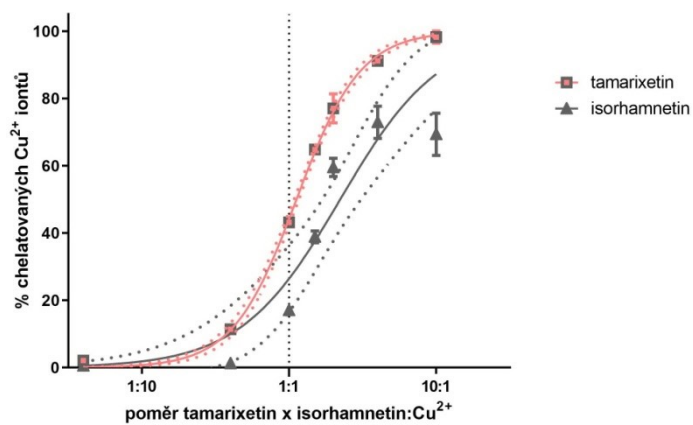 100
80
60
40
20
0
% chelatovaných Cu2+ iontů
1:10
1:1
10:1
poměr tamarixetin x isorhamnetin:Cu2+
tamarixetin
isorhamnetin